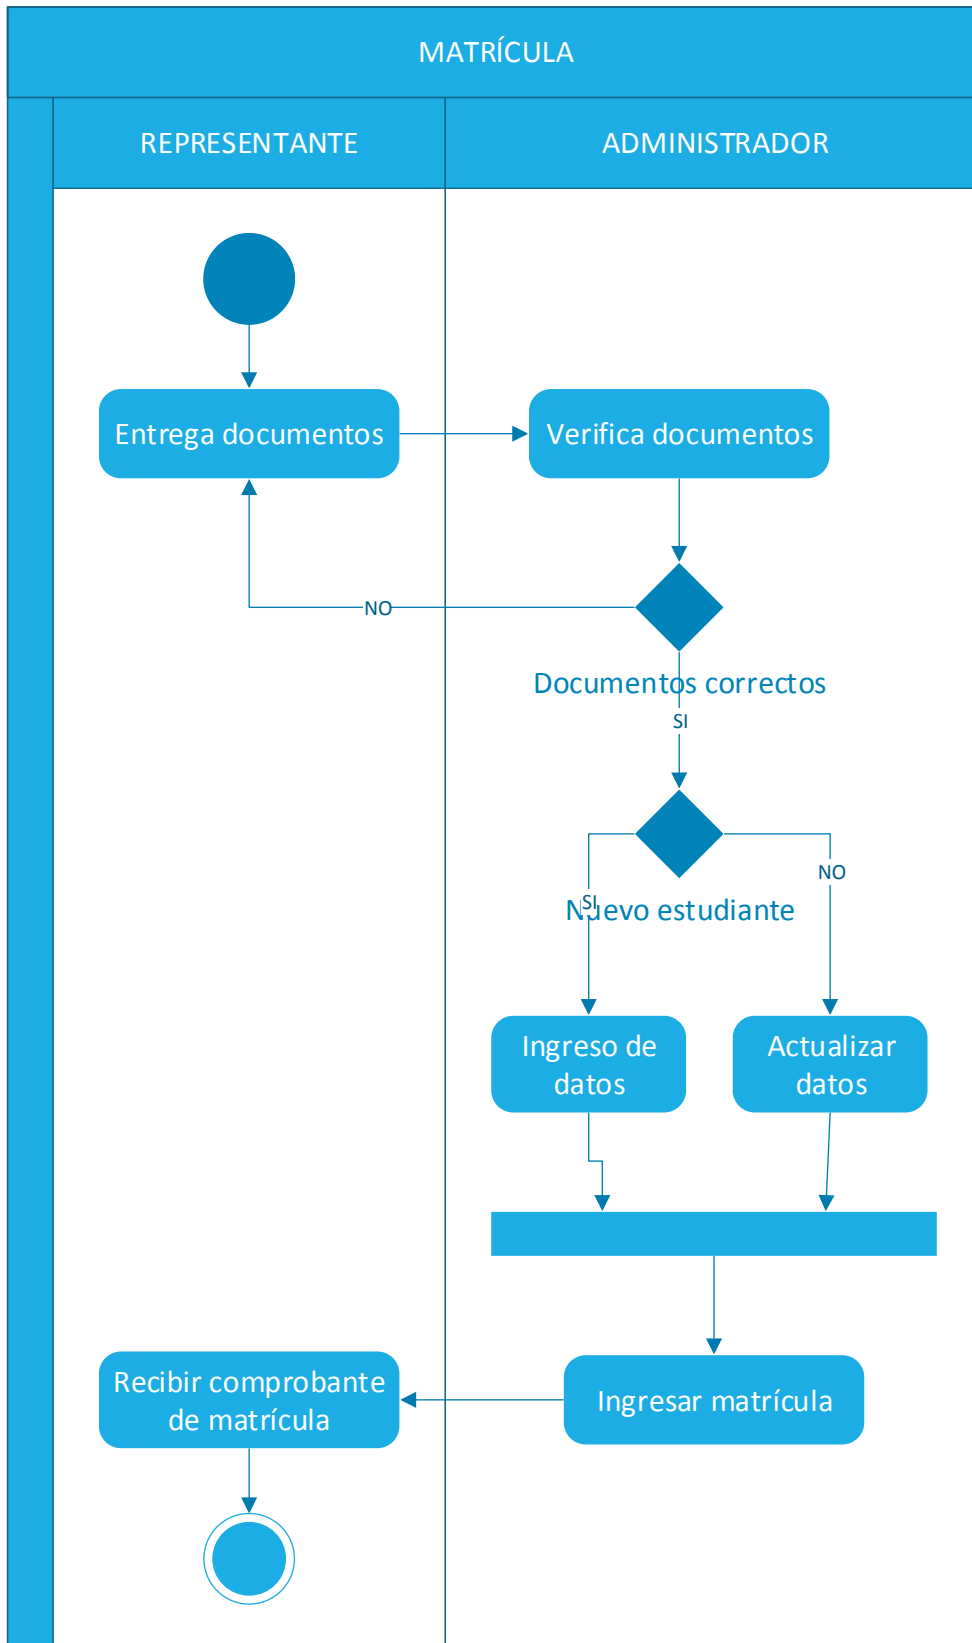 MATRÍCULA
REPRESENTANTE
ADMINISTRADOR
Entrega documentos
Verifica documentos
NO
Documentos correctos
SI
NO
SI
Nuevo estudiante
Ingreso de
datos
Actualizar
datos
Recibir comprobante
de matrícula
Ingresar matrícula